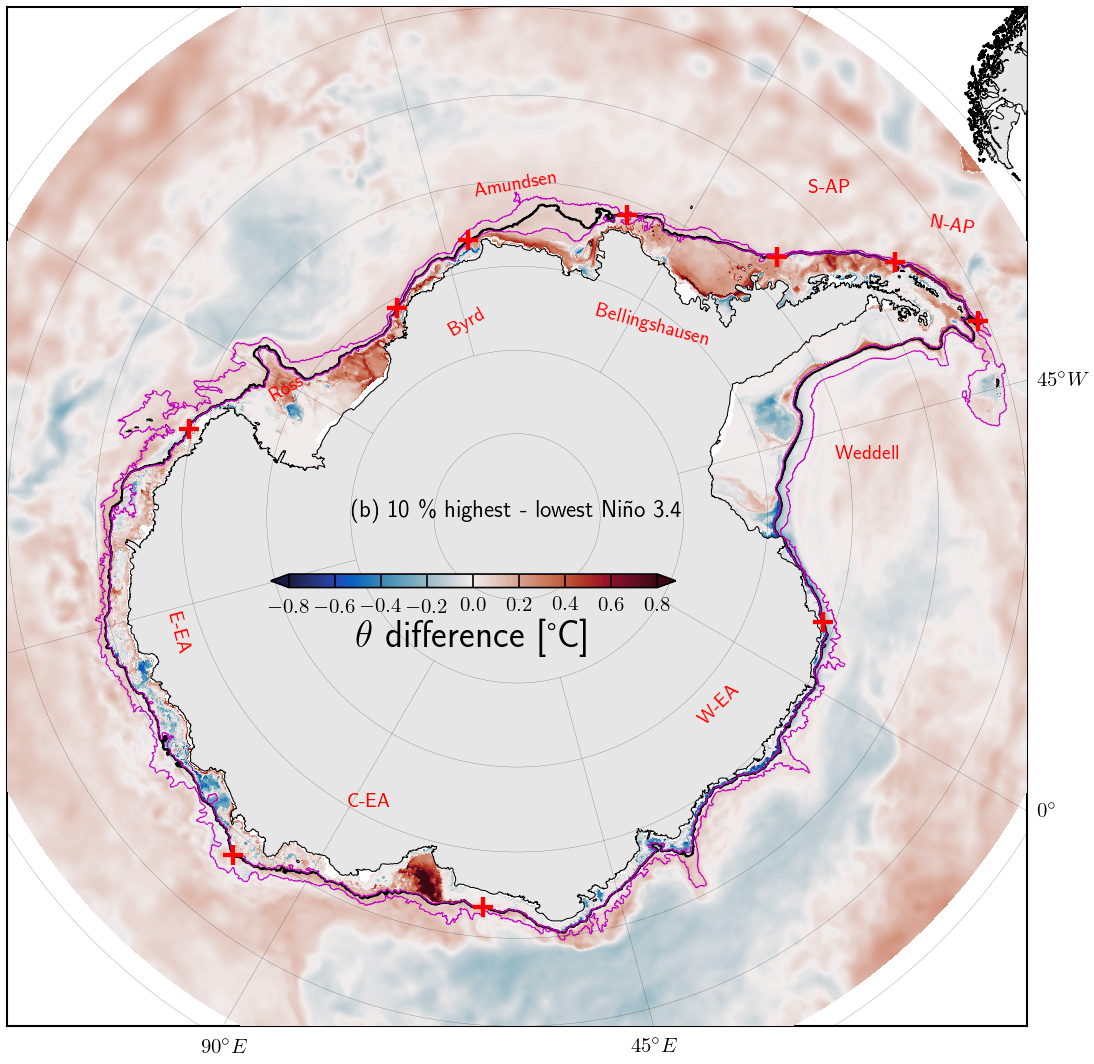 S-AP
Amundsen
N-AP
Byrd
Bellingshausen
45°W
Ross
Weddell
(b) 10 % highest - lowest Niño 3.4
−0.8 −0.6 −0.4 −0.2 0.0 0.2 0.4 0.6 0.8
θ difference [°C]
E-EA
W-EA
C-EA
0°
90°E
45°E